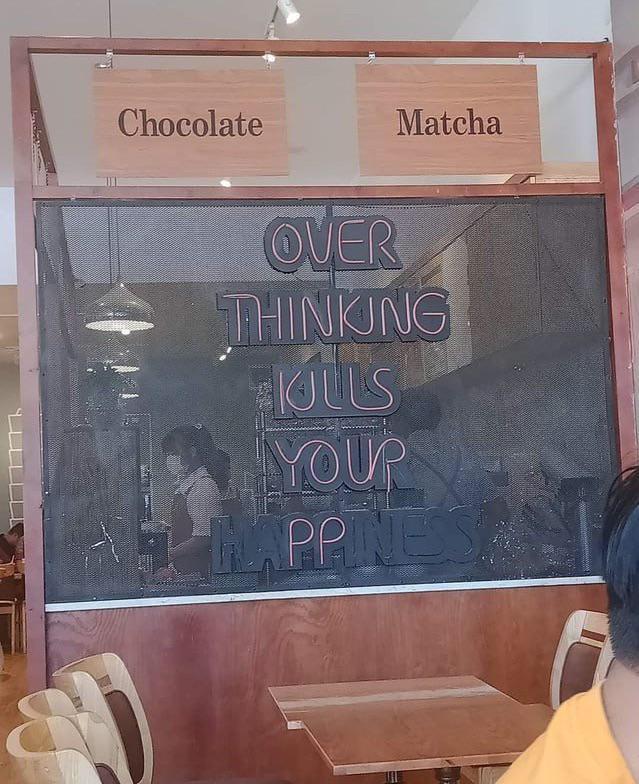 Chocolate
Matcha
OVER
THINKING
KILLS
YOUR
HAPPINESS